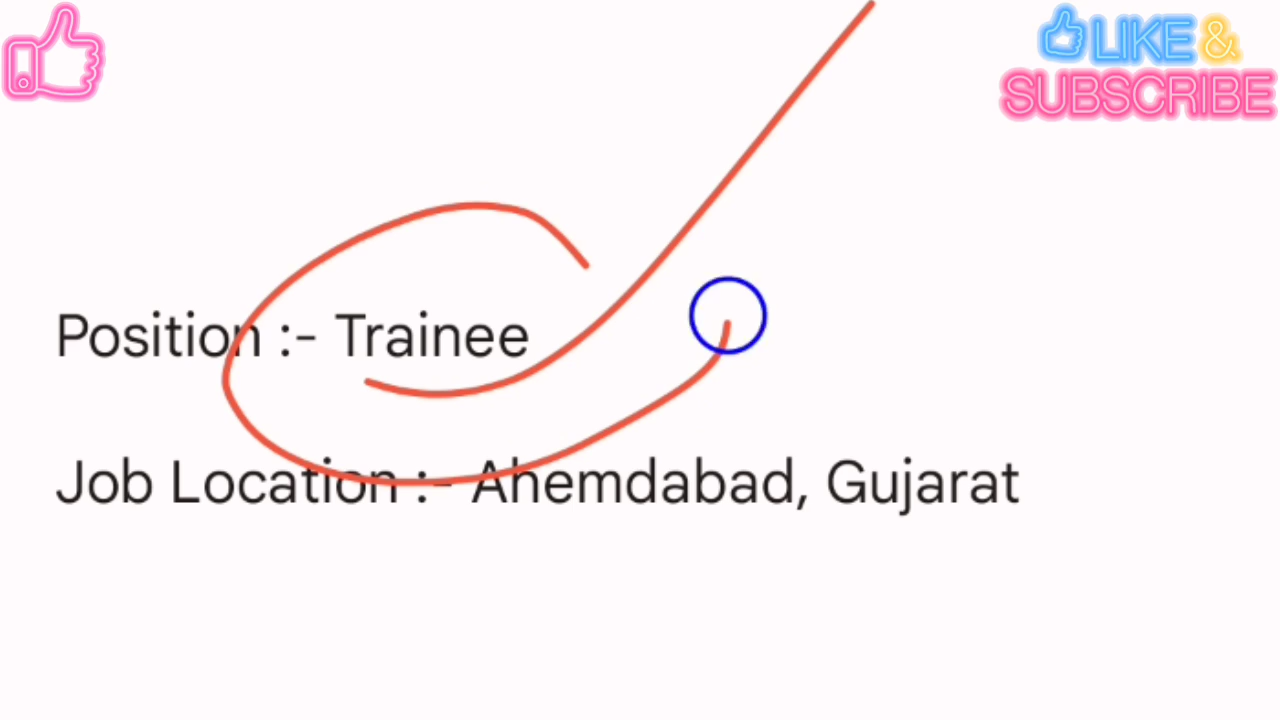 LIKE &
SUBSCRIBE
Position :- Trainee
Job Location :- Ahemdabad, Gujarat